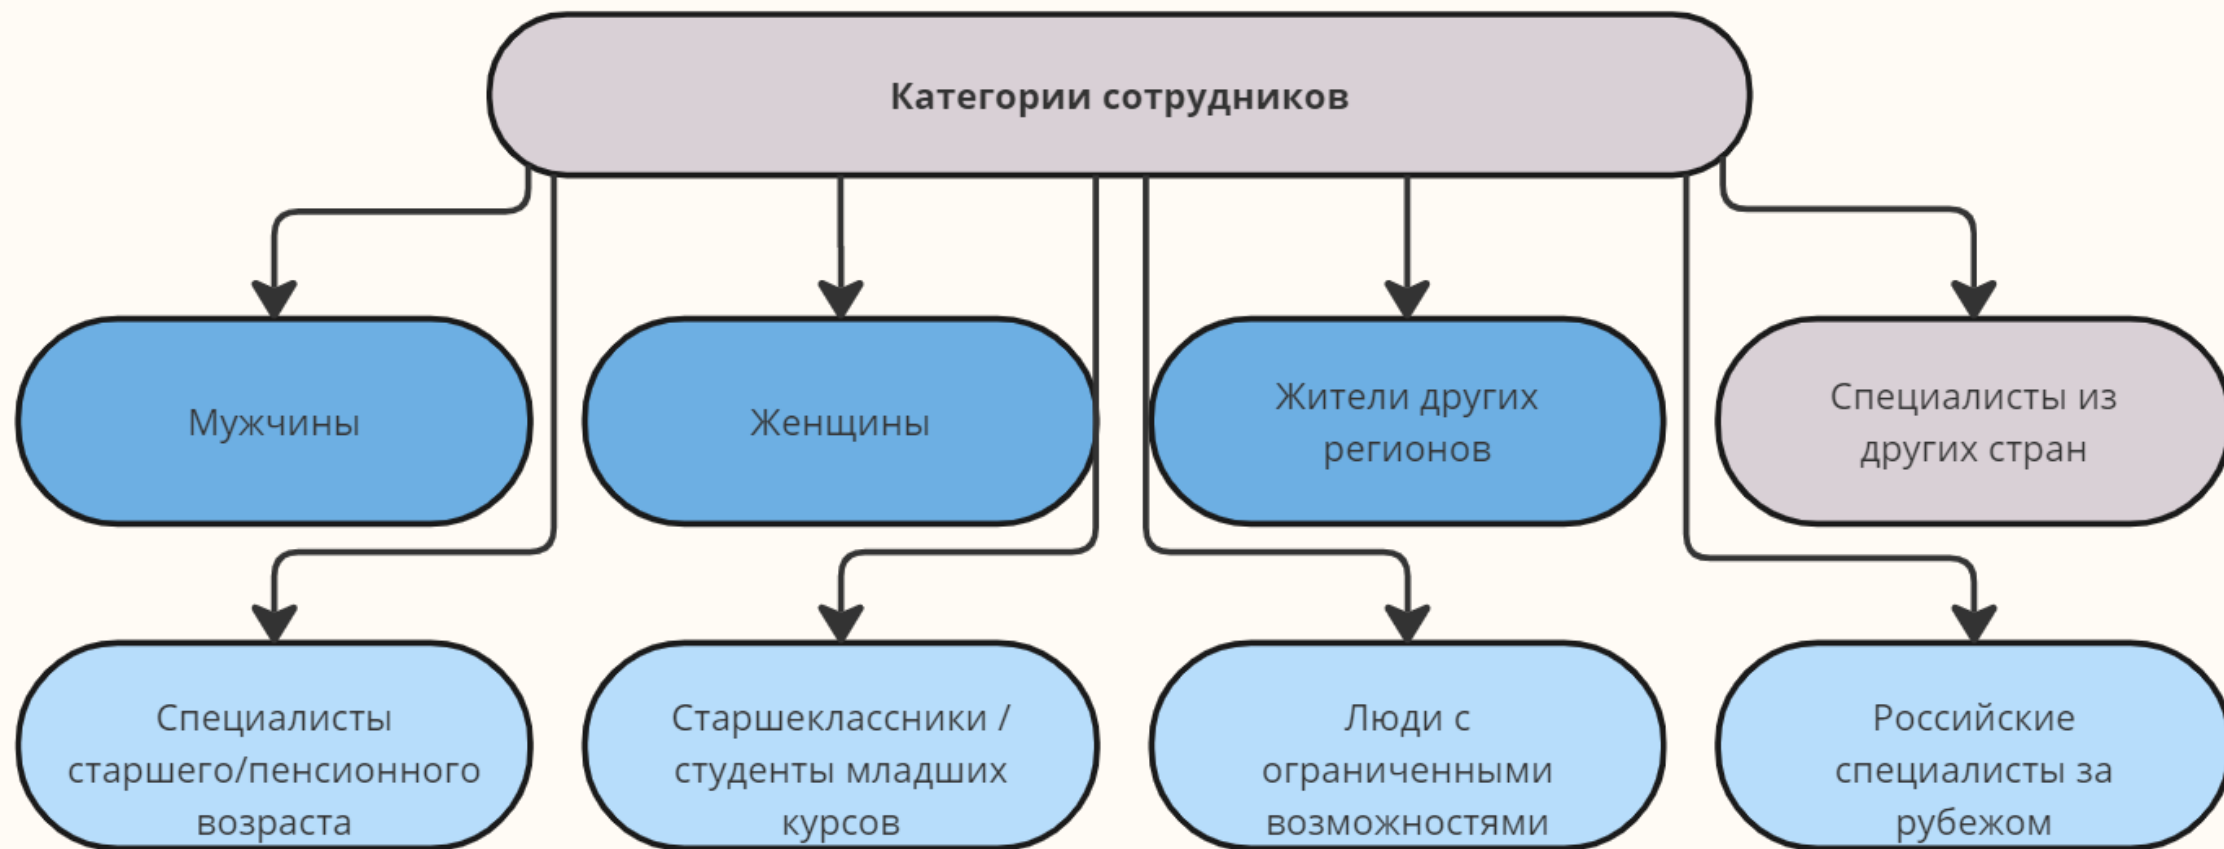 Категории сотрудников
Мужчины
Женщины
Жители других
регионов
Специалисты из
других стран
Специалисты
старшего/пенсионного
возраста
Старшеклассники /
студенты младших
курсов
Люди с
ограниченными
возможностями
Российские
специалисты за
рубежом